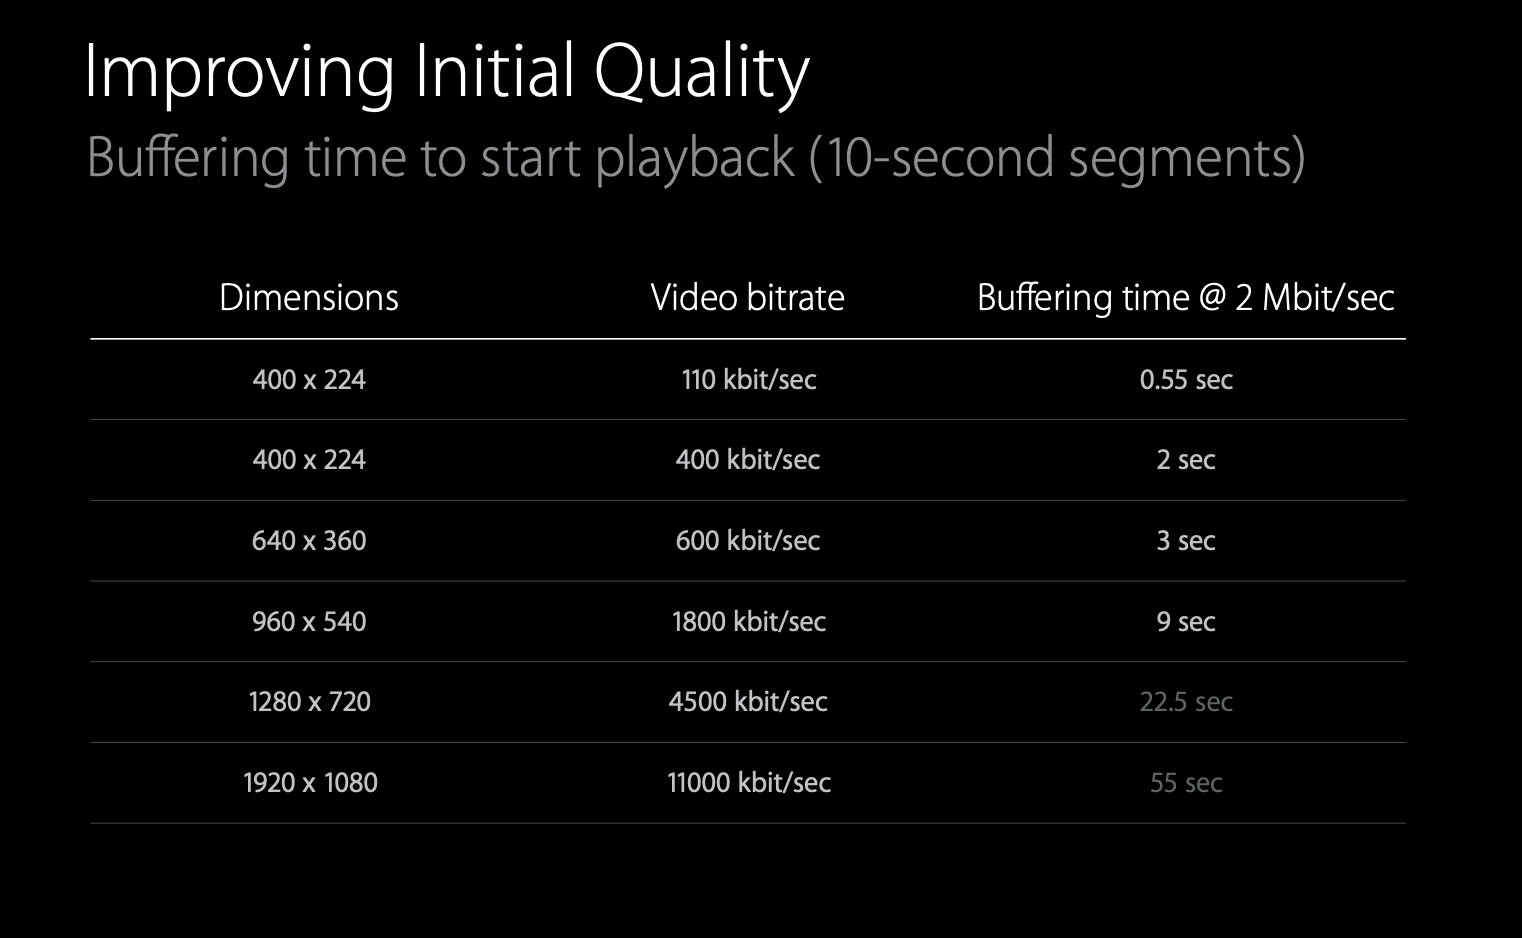 Improving Initial Quality
Buffering time to start playback (10-second segments)
Dimensions Video bitrate Buffering time @ 2 Mbit/sec
400 x 224 110 kbit/sec 0.55 sec
400 x 224 400 kbit/sec 2 sec
640 x 360 600 kbit/sec 3 sec
960 x 540 1800 kbit/sec 9 sec
1280 x 720 4500 kbit/sec 22.5 sec
1920 x 1080 11000 kbit/sec 55 sec